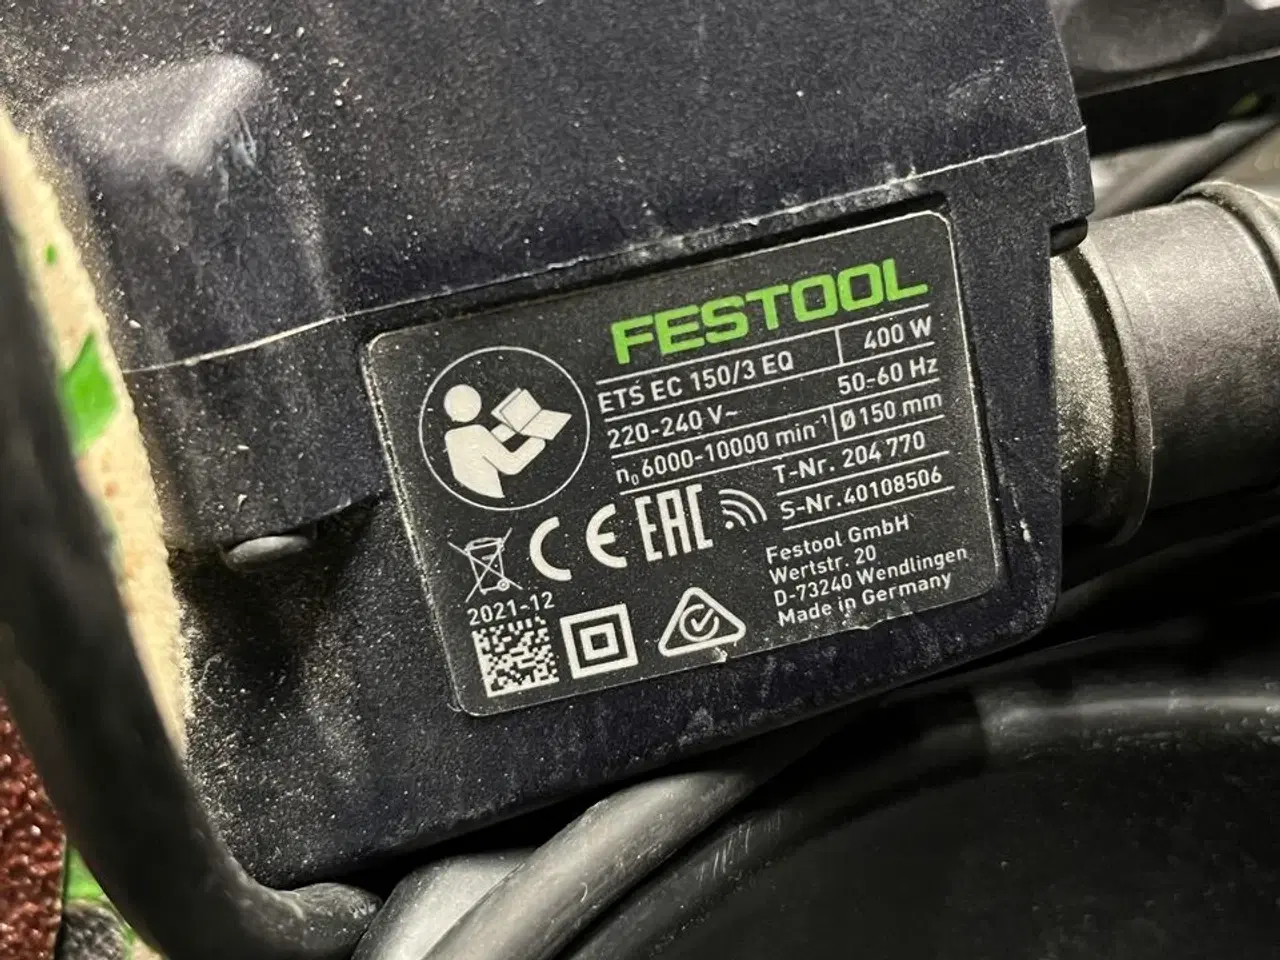 FESTOOL
ETS EC 150/3 EQ 400 W
220-240 V~ 50-60 Hz
n₀ 6000-10000 min⁻¹ Ø 150 mm
T-Nr. 204 770
S-Nr. 40108506
CE EAC
Festool GmbH
Wertstr. 20
D-73240 Wendlingen
Made in Germany
2021-12